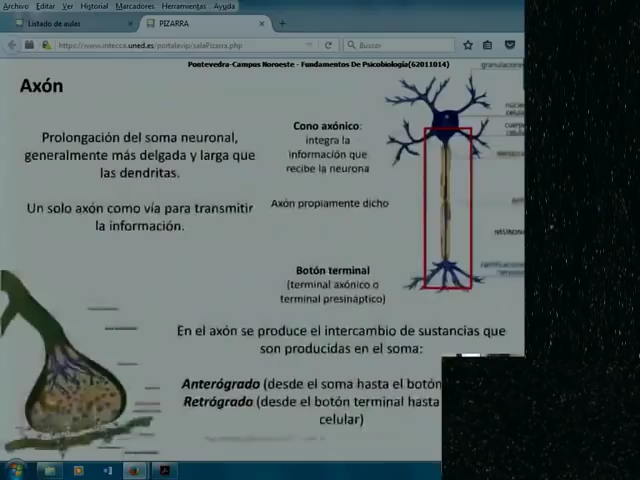 Archivo Editar Ver Historial Marcadores Herramientas Ayuda
Listado de aulas
PIZARRA
https://www.intecca.uned.es/portalevip/salaPizarra.php
Buscar
Pontevedra-Campus Noroeste - Fundamentos De Psicobiología(62011014)
Axón
Prolongación del soma neuronal,
generalmente más delgada y larga que
las dendritas.
Un solo axón como vía para transmitir
la información.
Cono axónico:
integra la
información que
recibe la neurona
Axón propiamente dicho
Botón terminal
(terminal axónico o
terminal presináptico)
granulaciones
En el axón se produce el intercambio de sustancias que
son producidas en el soma:
Anterógrado (desde el soma hasta el botón
Retrógrado (desde el botón terminal hasta
celular)